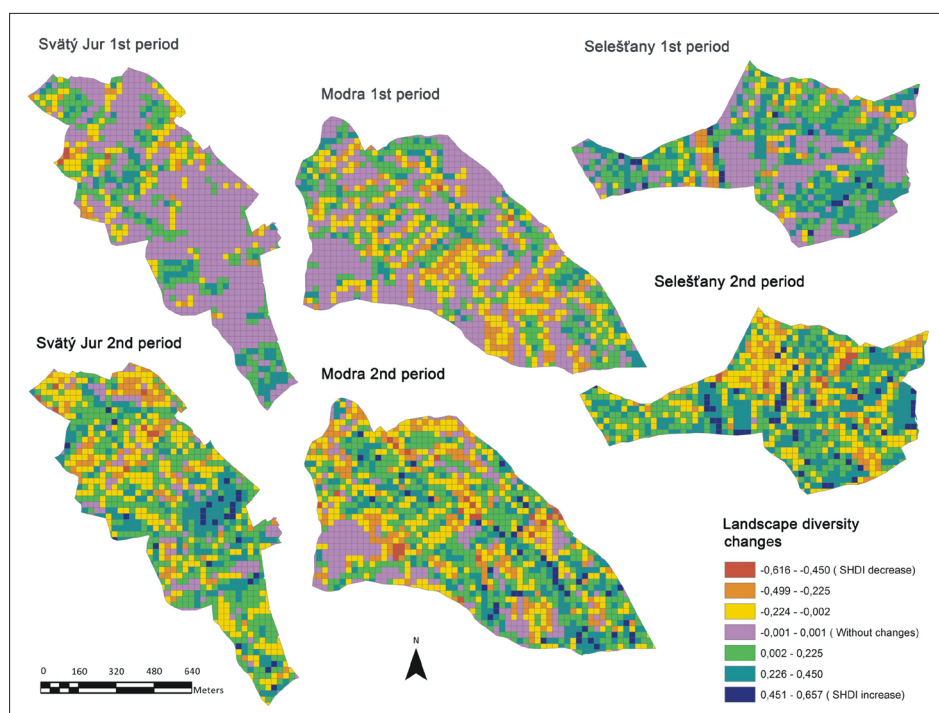 Svätý Jur 1st period
Modra 1st period
Selešťany 1st period
Svätý Jur 2nd period
Modra 2nd period
Selešťany 2nd period
Landscape diversity
changes
-0,616 - -0,450 ( SHDI decrease)
-0,499 - -0,225
-0,224 - -0,002
-0,001 - 0,001 ( Without changes)
0,002 - 0,225
0,226 - 0,450
0,451 - 0,657 ( SHDI increase)
N
0 160 320 480 640
Meters